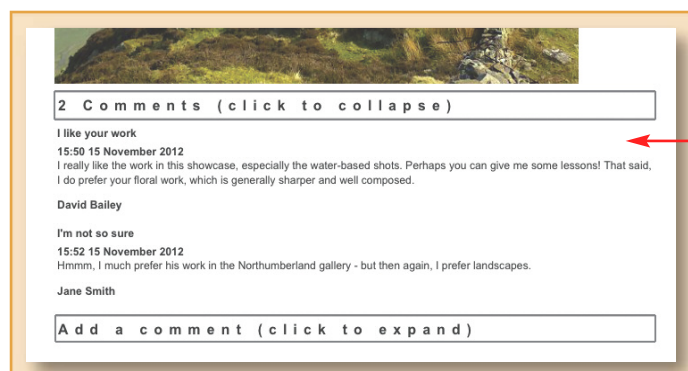 2 Comments (click to collapse)
I like your work
15:50 15 November 2012
I really like the work in this showcase, especially the water-based shots. Perhaps you can give me some lessons! That said,
I do prefer your floral work, which is generally sharper and well composed.
David Bailey
I'm not so sure
15:52 15 November 2012
Hmmm, I much prefer his work in the Northumberland gallery - but then again, I prefer landscapes.
Jane Smith
Add a comment (click to expand)